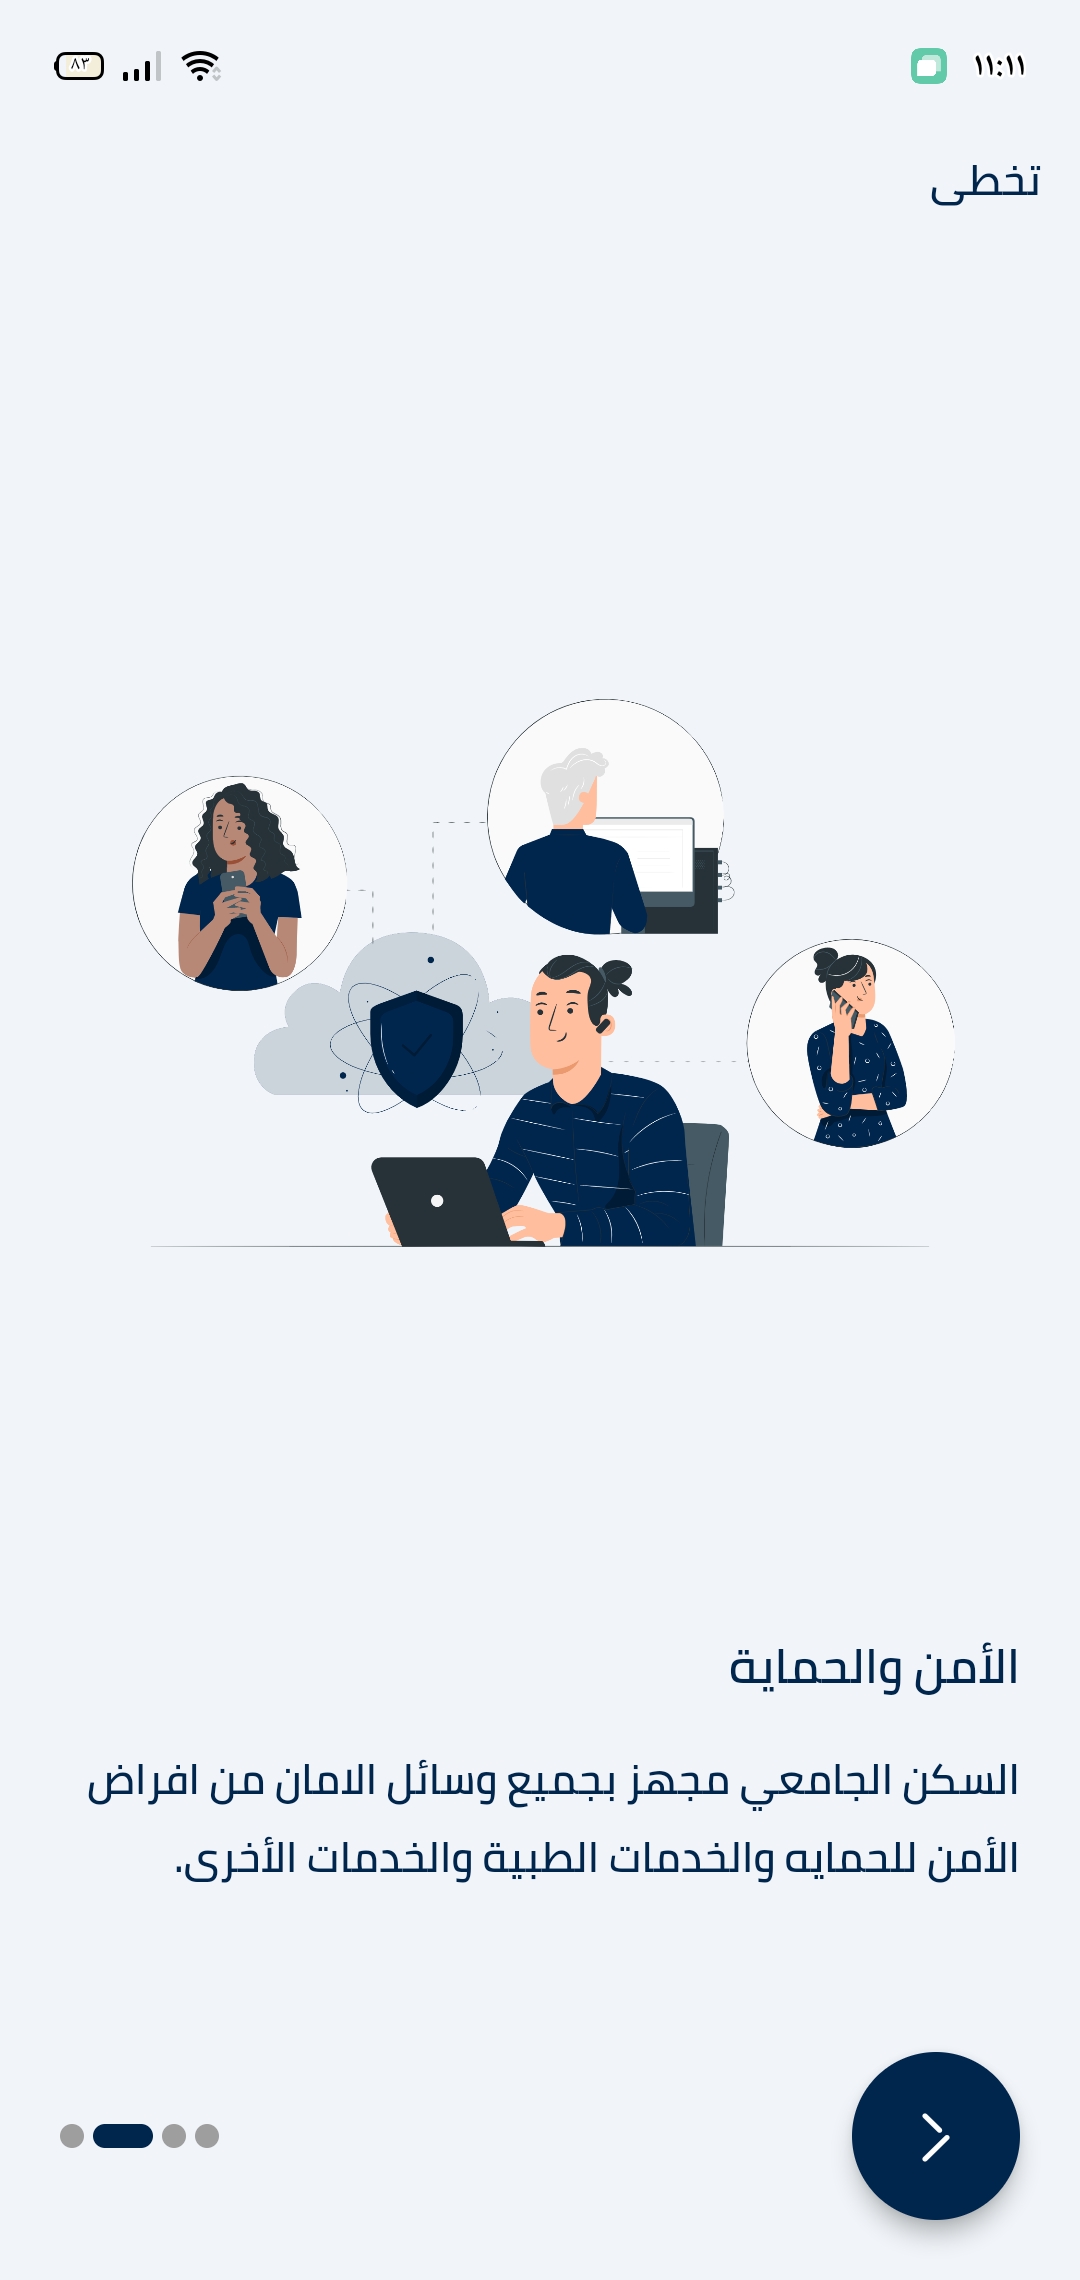 ١١:١١
٨٣
تخطى
الأمن والحماية
السكن الجامعي مجهز بجميع وسائل الامان من افراض
الأمن للحمايه والخدمات الطبية والخدمات الأخرى.